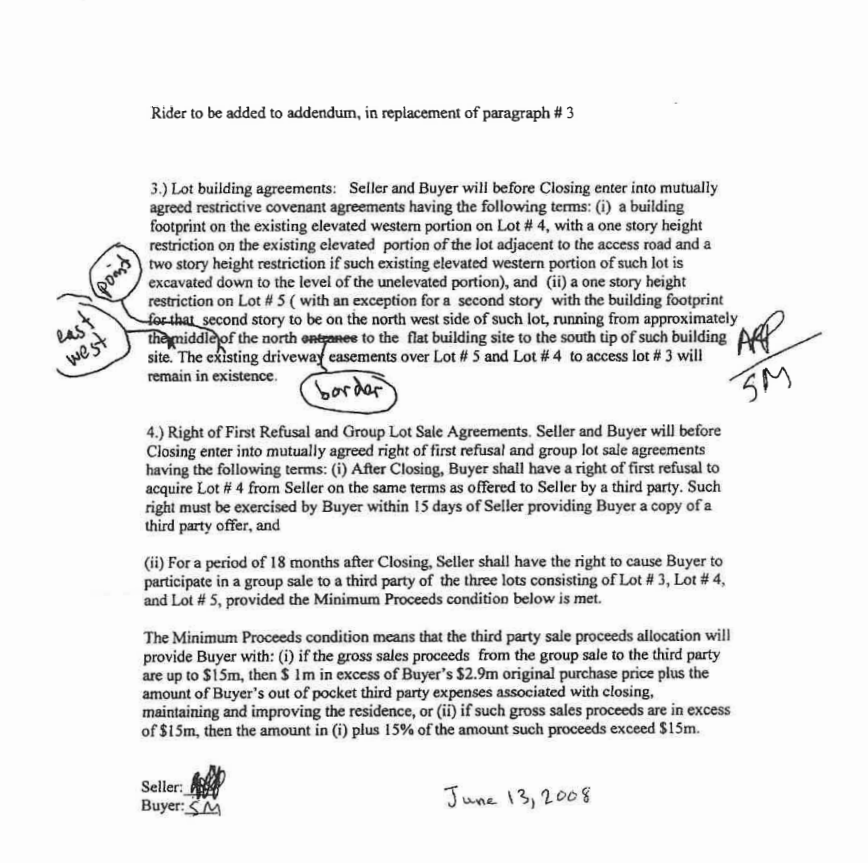 Rider to be added to addendum, in replacement of paragraph # 3
3.) Lot building agreements: Seller and Buyer will before Closing enter into mutually
agreed restrictive covenant agreements having the following terms: (i) a building
footprint on the existing elevated western portion on Lot # 4, with a one story height
restriction on the existing elevated portion of the lot adjacent to the access road and a
two story height restriction if such existing elevated western portion of such lot is
excavated down to the level of the unelevated portion), and (ii) a one story height
restriction on Lot # 5 ( with an exception for a second story with the building footprint
for that second story to be on the north west side of such lot, running from approximately
the middle of the north entrance to the flat building site to the south tip of such building
site. The existing driveway easements over Lot # 5 and Lot # 4 to access lot # 3 will
remain in existence.
point
east
west
border
ARP
SM
4.) Right of First Refusal and Group Lot Sale Agreements. Seller and Buyer will before
Closing enter into mutually agreed right of first refusal and group lot sale agreements
having the following terms: (i) After Closing, Buyer shall have a right of first refusal to
acquire Lot # 4 from Seller on the same terms as offered to Seller by a third party. Such
right must be exercised by Buyer within 15 days of Seller providing Buyer a copy of a
third party offer, and
(ii) For a period of 18 months after Closing, Seller shall have the right to cause Buyer to
participate in a group sale to a third party of the three lots consisting of Lot # 3, Lot # 4,
and Lot # 5, provided the Minimum Proceeds condition below is met.
The Minimum Proceeds condition means that the third party sale proceeds allocation will
provide Buyer with: (i) if the gross sales proceeds from the group sale to the third party
are up to $15m, then $ 1m in excess of Buyer's $2.9m original purchase price plus the
amount of Buyer's out of pocket third party expenses associated with closing,
maintaining and improving the residence, or (ii) if such gross sales proceeds are in excess
of $15m, then the amount in (i) plus 15% of the amount such proceeds exceed $15m.
Seller:
Buyer: SM
June 13, 2008